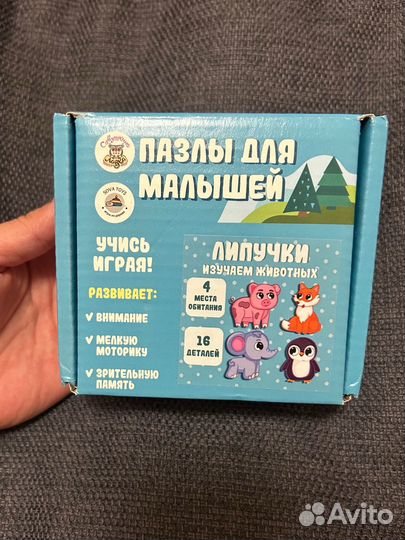 ПАЗЛЫ ДЛЯ
МАЛЫШЕЙ
SOVA TOYS
УЧИСЬ
ИГРАЯ!
РАЗВИВАЕТ:
ВНИМАНИЕ
МЕЛКУЮ
МОТОРИКУ
ЗРИТЕЛЬНУЮ
ПАМЯТЬ
ЛИПУЧКИ
ИЗУЧАЕМ ЖИВОТНЫХ
4
МЕСТА
ОБИТАНИЯ
16
ДЕТАЛЕЙ
Avito